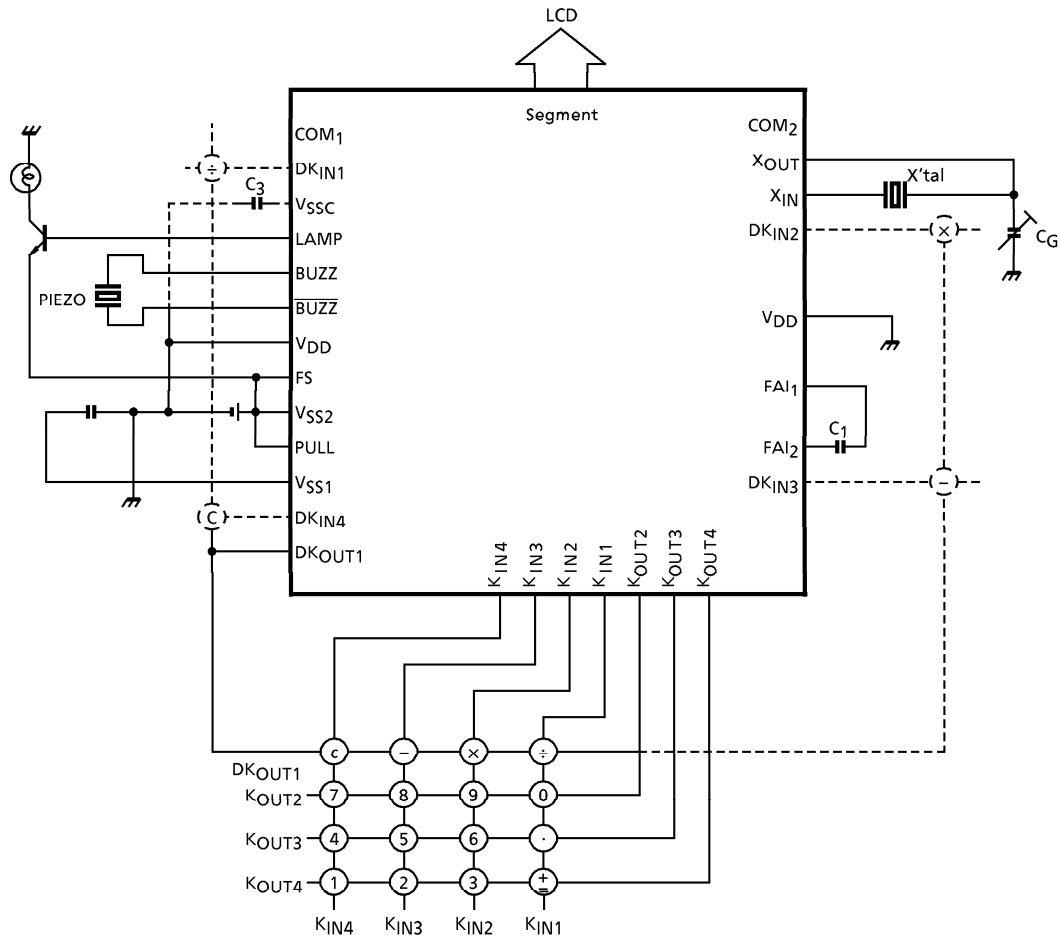 LCD
Segment
COM1
DKIN1
C3
VSSC
LAMP
BUZZ
PIEZO
BUZZ
VDD
FS
VSS2
PULL
VSS1
DKIN4
DKOUT1
÷
C
COM2
XOUT
X'tal
XIN
DKIN2
×
CG
VDD
FAI1
C1
FAI2
DKIN3
−
KIN4 KIN3 KIN2 KIN1 KOUT2 KOUT3 KOUT4
c − × ÷
DKOUT1
KOUT2 7 8 9 0
KOUT3 4 5 6 ·
KOUT4 1 2 3 + =
KIN4 KIN3 KIN2 KIN1